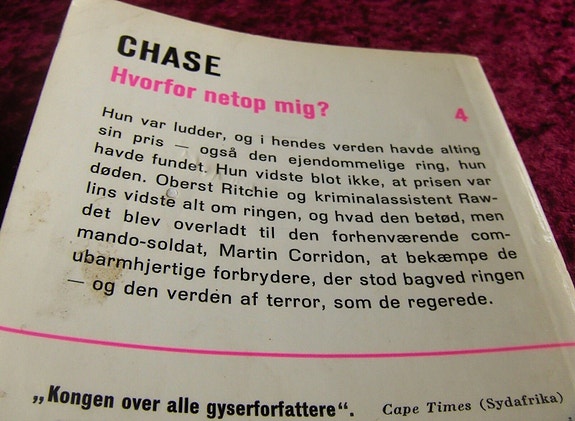 CHASE
Hvorfor netop mig?
4
Hun var ludder, og i hendes verden havde alting
sin pris — også den ejendommelige ring, hun
havde fundet. Hun vidste blot ikke, at prisen var
døden. Oberst Ritchie og kriminalassistent Raw-
lins vidste alt om ringen, og hvad den betød, men
det blev overladt til den forhenværende com-
mando-soldat, Martin Corridon, at bekæmpe de
ubarmhjertige forbrydere, der stod bagved ringen
— og den verden af terror, som de regerede.
„Kongen over alle gyserforfattere“. Cape Times (Sydafrika)